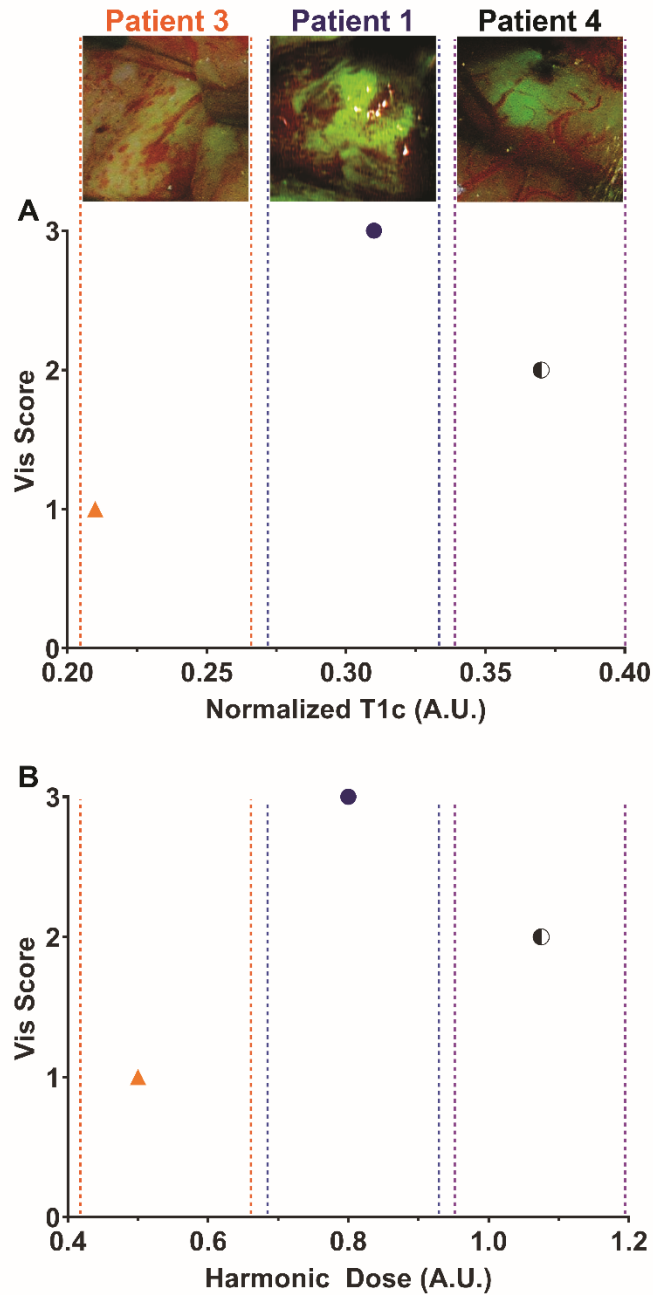 Patient 3 Patient 1 Patient 4
A
3
2
1
0
Vis Score
0.20 0.25 0.30 0.35 0.40
Normalized T1c (A.U.)
B
3
2
1
0
Vis Score
0.4 0.6 0.8 1.0 1.2
Harmonic Dose (A.U.)